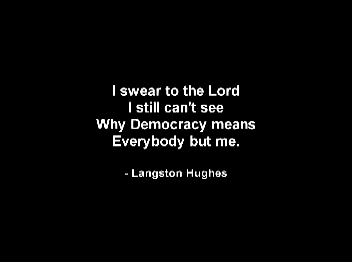 I swear to the Lord
I still can't see
Why Democracy means
Everybody but me.
- Langston Hughes